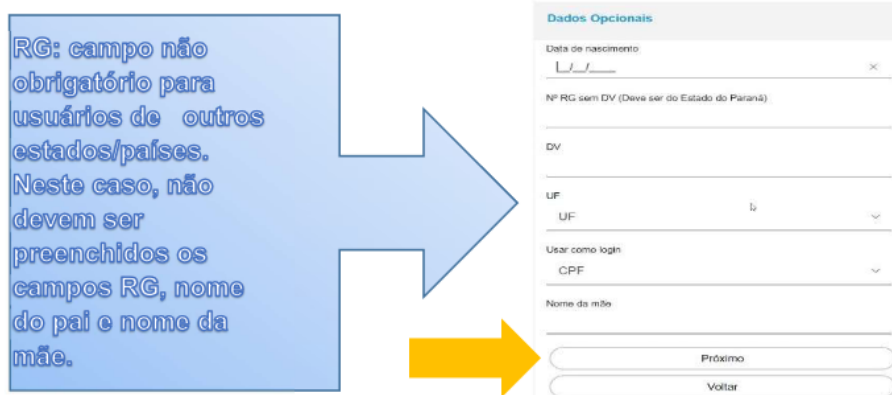 RG: campo não
obrigatório para
usuários de outros
estados/países.
Neste caso, não
devem ser
preenchidos os
campos RG, nome
do pai e nome da
mãe.
Dados Opcionais
Data de nascimento
__/__/____
Nº RG sem DV (Deve ser do Estado do Paraná)
DV
UF
UF
Usar como login
CPF
Nome da mãe
Próximo
Voltar